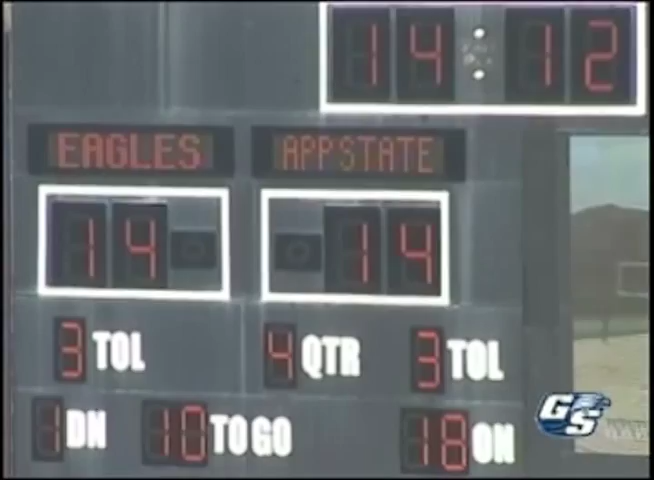 14:12
EAGLES APPSTATE
14 14
3 TOL 4 QTR 3 TOL
1 DN 10 TO GO 18 ON
GS